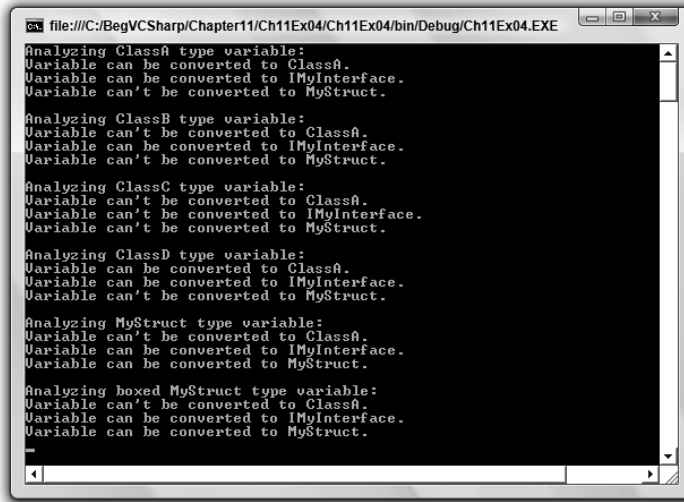 file:///C:/BegVCSharp/Chapter11/Ch11Ex04/Ch11Ex04/bin/Debug/Ch11Ex04.EXE
Analyzing ClassA type variable:
Variable can be converted to ClassA.
Variable can be converted to IMyInterface.
Variable can't be converted to MyStruct.
Analyzing ClassB type variable:
Variable can't be converted to ClassA.
Variable can be converted to IMyInterface.
Variable can't be converted to MyStruct.
Analyzing ClassC type variable:
Variable can't be converted to ClassA.
Variable can't be converted to IMyInterface.
Variable can't be converted to MyStruct.
Analyzing ClassD type variable:
Variable can be converted to ClassA.
Variable can be converted to IMyInterface.
Variable can't be converted to MyStruct.
Analyzing MyStruct type variable:
Variable can't be converted to ClassA.
Variable can be converted to IMyInterface.
Variable can be converted to MyStruct.
Analyzing boxed MyStruct type variable:
Variable can't be converted to ClassA.
Variable can be converted to IMyInterface.
Variable can be converted to MyStruct.